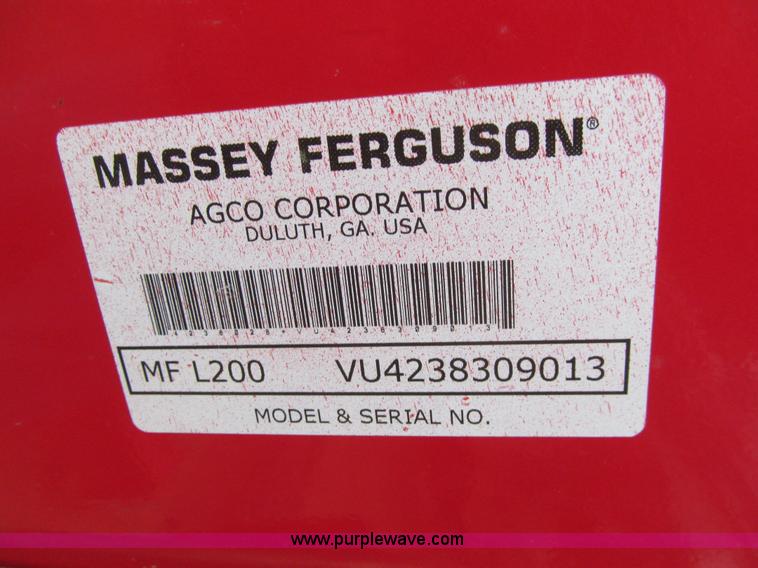 MASSEY FERGUSON®
AGCO CORPORATION
DULUTH, GA. USA
MF L200 VU4238309013
MODEL & SERIAL NO.
www.purplewave.com